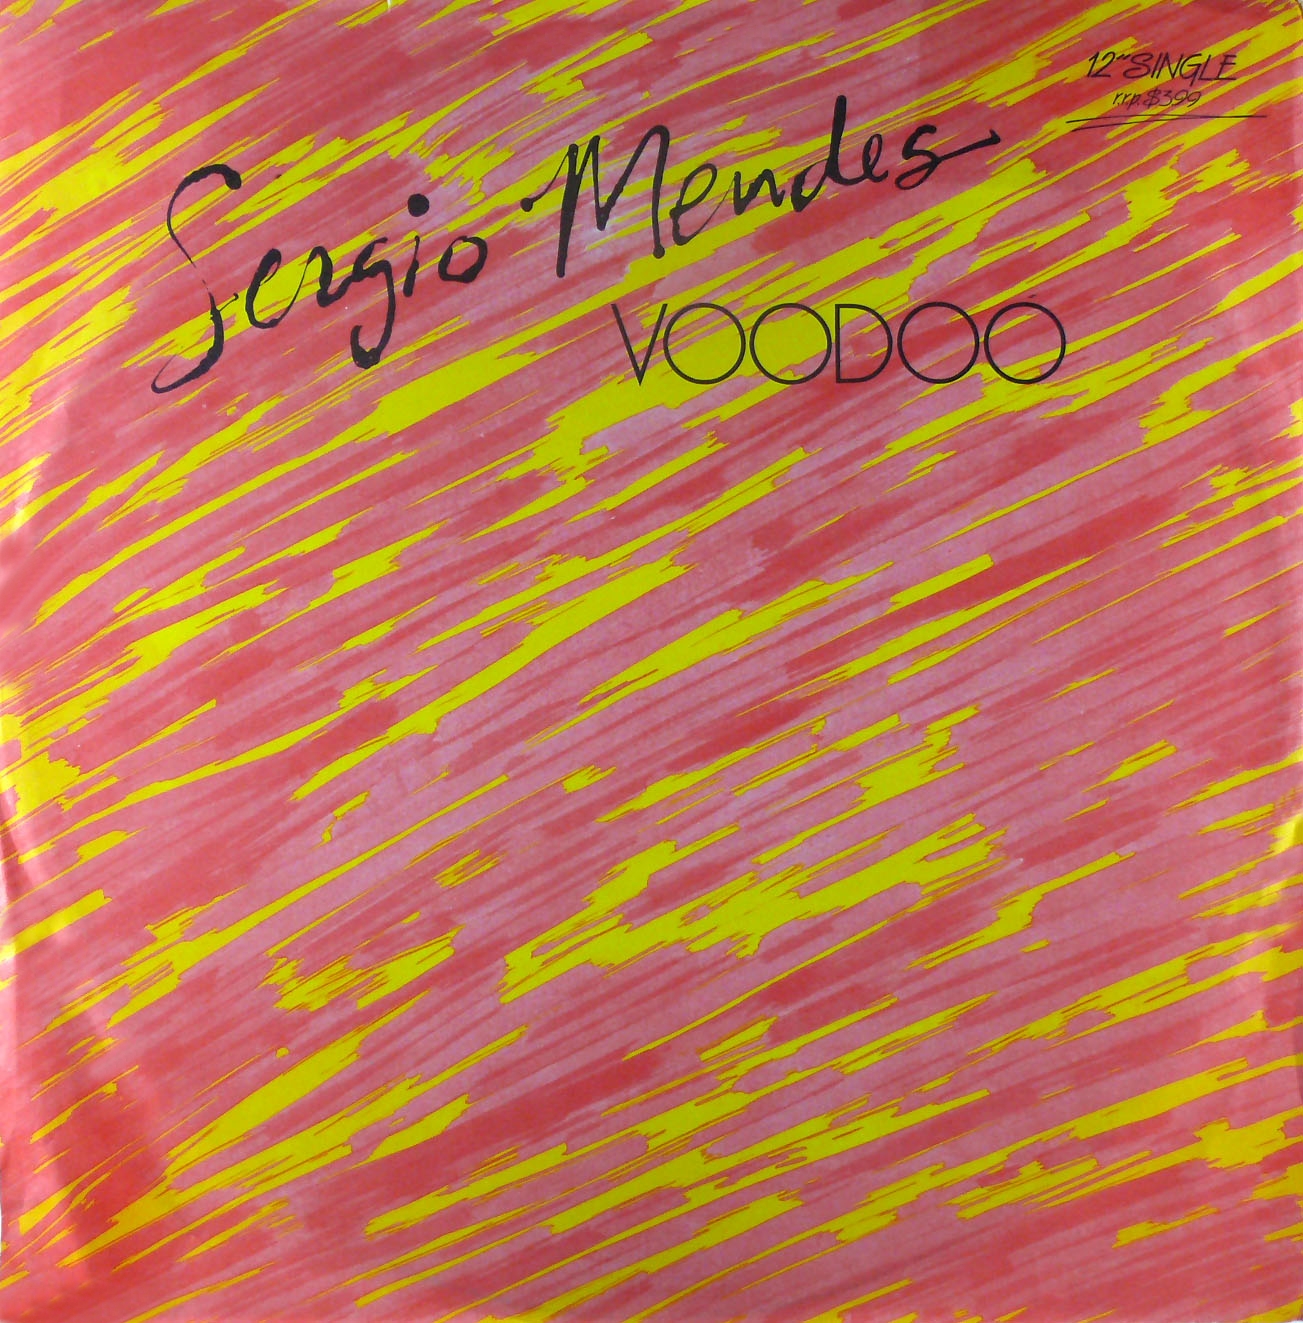 12" SINGLE
r.r.p. $3.99
Sergio Mendes
VOODOO